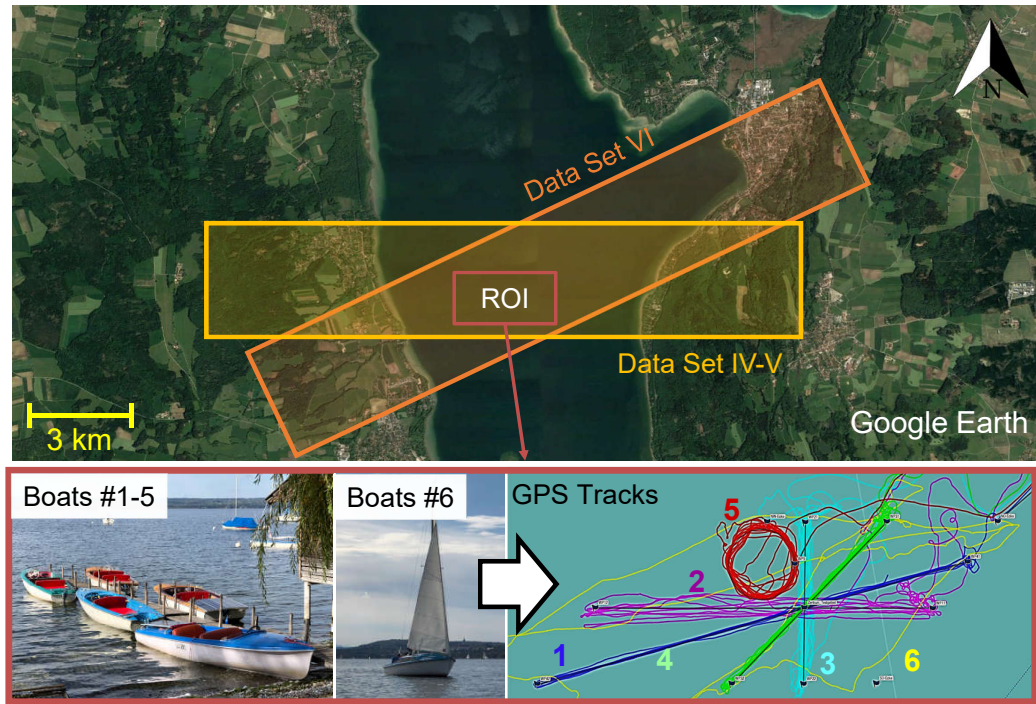 N
Data Set VI
ROI
Data Set IV-V
3 km
Google Earth
Boats #1-5
Boats #6
GPS Tracks
5
2
1
4
3
6